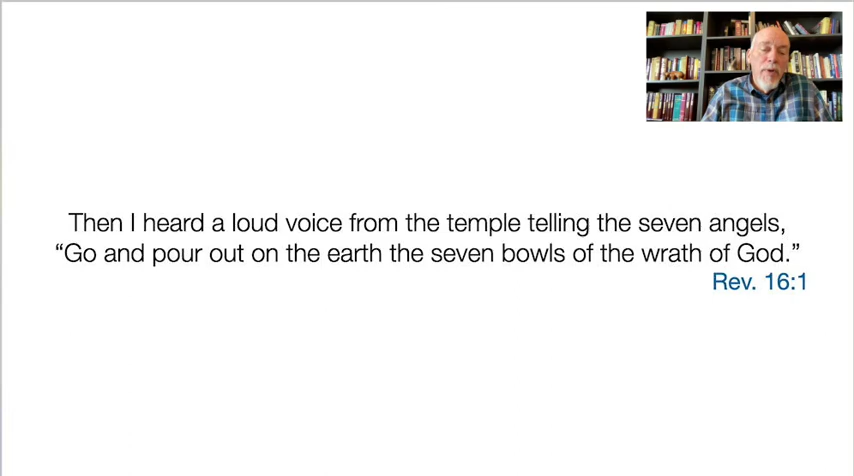 Then I heard a loud voice from the temple telling the seven angels,
“Go and pour out on the earth the seven bowls of the wrath of God.”
Rev. 16:1